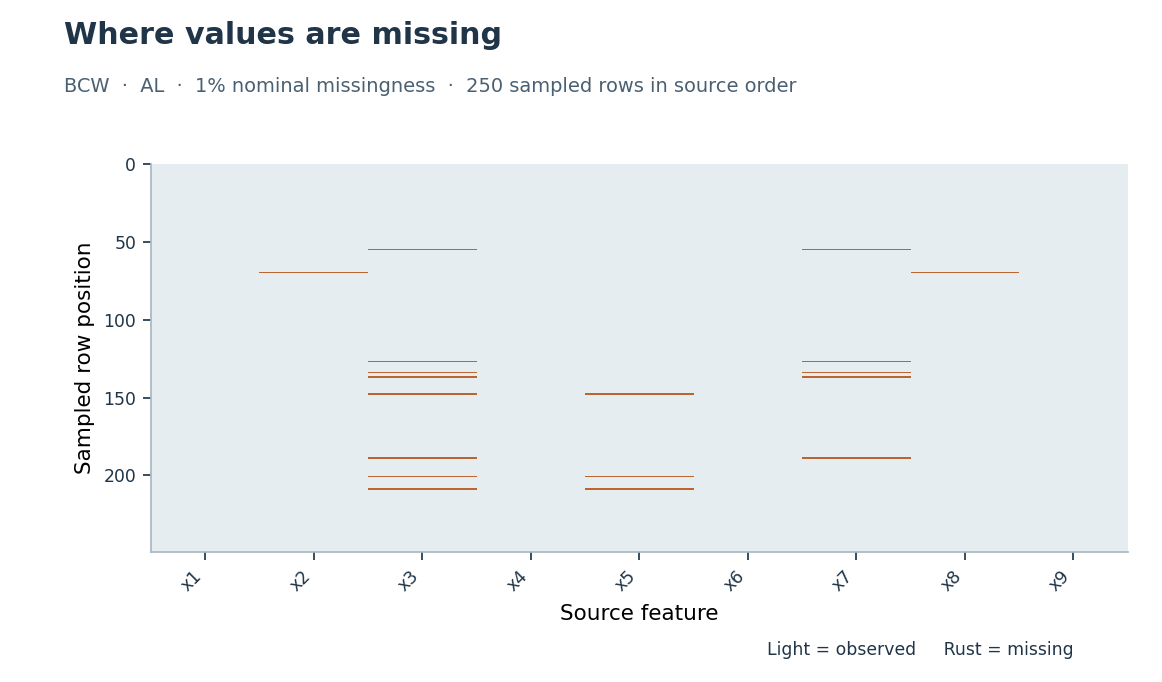 Where values are missing
BCW · AL · 1% nominal missingness · 250 sampled rows in source order
Sampled row position
0
50
100
150
200
x1 x2 x3 x4 x5 x6 x7 x8 x9
Source feature
Light = observed Rust = missing